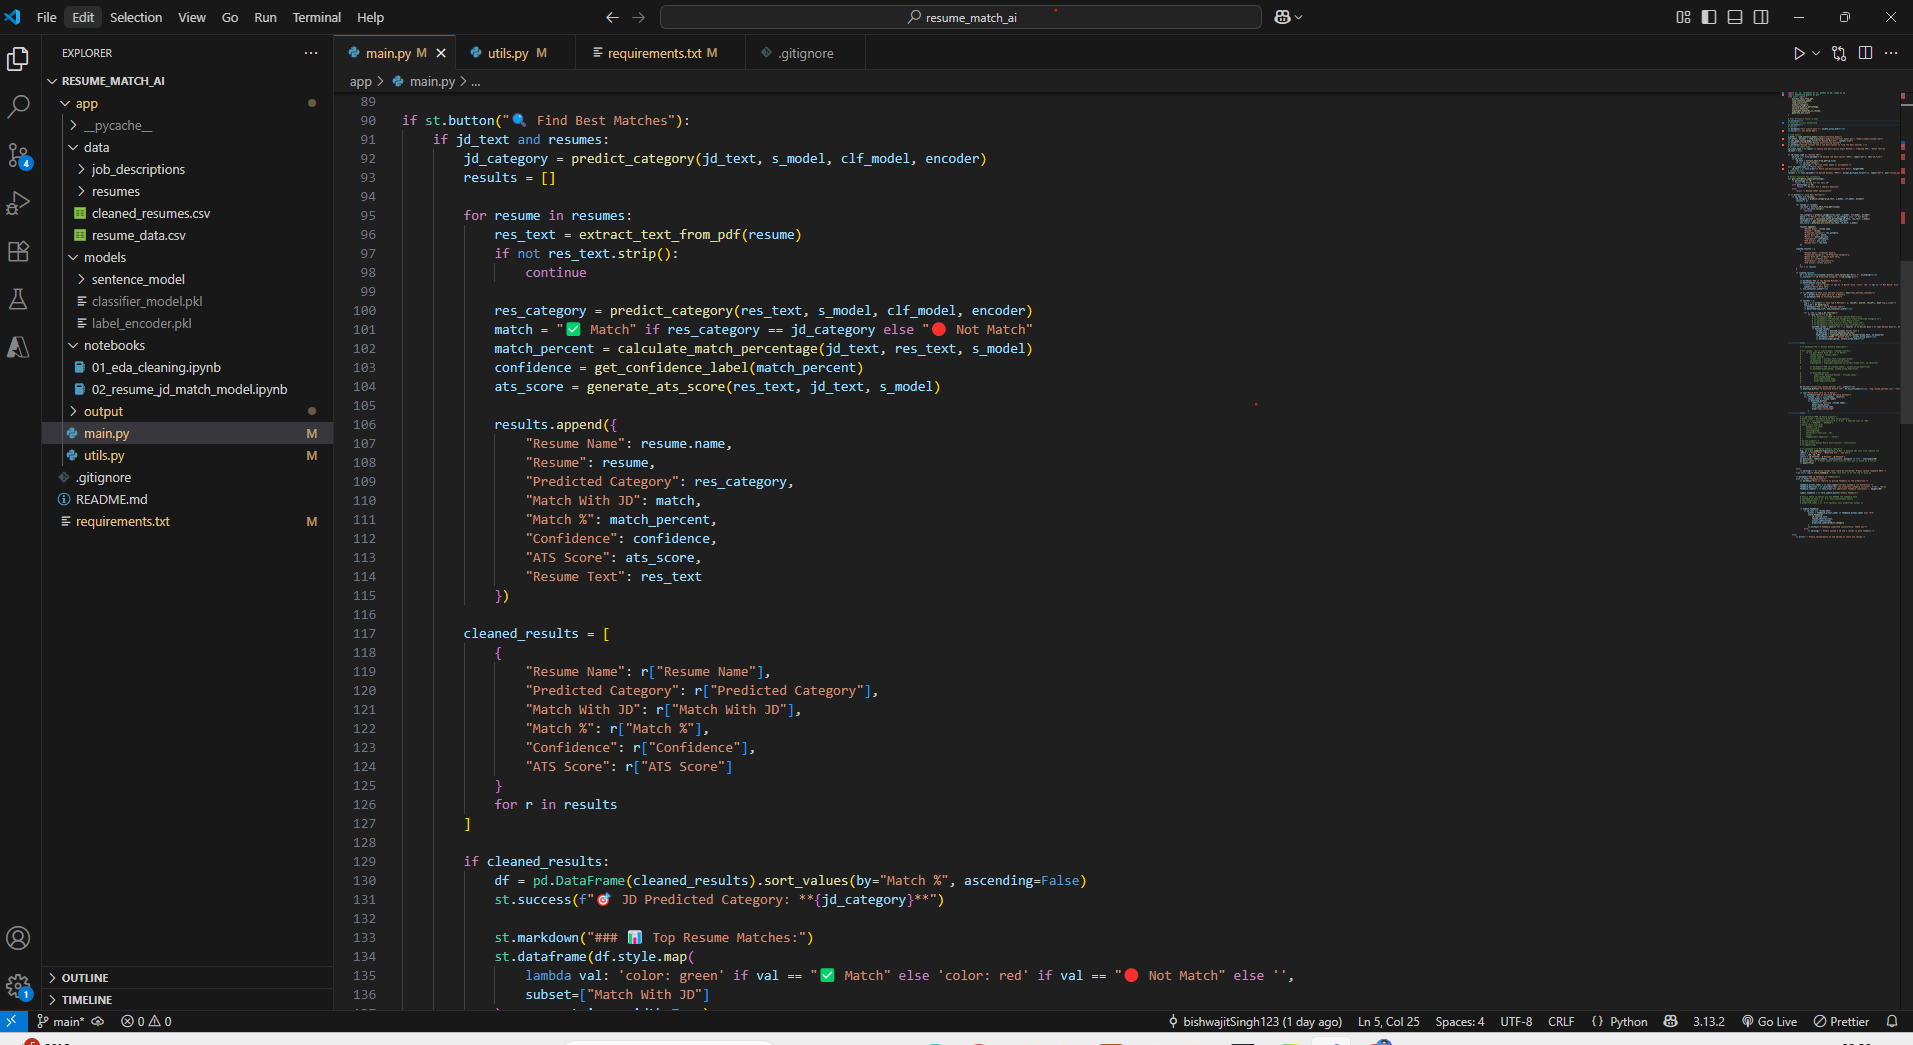 File Edit Selection View Go Run Terminal Help
resume_match_ai
EXPLORER
RESUME_MATCH_AI
app
__pycache__
data
job_descriptions
resumes
cleaned_resumes.csv
resume_data.csv
models
sentence_model
classifier_model.pkl
label_encoder.pkl
notebooks
01_eda_cleaning.ipynb
02_resume_jd_match_model.ipynb
output
main.py M
utils.py M
.gitignore
README.md
requirements.txt M
OUTLINE
TIMELINE
4
1
main.py M utils.py M requirements.txt M .gitignore
app > main.py > ...
89
90 if st.button("🔍 Find Best Matches"):
91 if jd_text and resumes:
92 jd_category = predict_category(jd_text, s_model, clf_model, encoder)
93 results = []
94
95 for resume in resumes:
96 res_text = extract_text_from_pdf(resume)
97 if not res_text.strip():
98 continue
99
100 res_category = predict_category(res_text, s_model, clf_model, encoder)
101 match = "✅ Match" if res_category == jd_category else "🔴 Not Match"
102 match_percent = calculate_match_percentage(jd_text, res_text, s_model)
103 confidence = get_confidence_label(match_percent)
104 ats_score = generate_ats_score(res_text, jd_text, s_model)
105
106 results.append({
107 "Resume Name": resume.name,
108 "Resume": resume,
109 "Predicted Category": res_category,
110 "Match With JD": match,
111 "Match %": match_percent,
112 "Confidence": confidence,
113 "ATS Score": ats_score,
114 "Resume Text": res_text
115 })
116
117 cleaned_results = [
118 {
119 "Resume Name": r["Resume Name"],
120 "Predicted Category": r["Predicted Category"],
121 "Match With JD": r["Match With JD"],
122 "Match %": r["Match %"],
123 "Confidence": r["Confidence"],
124 "ATS Score": r["ATS Score"]
125 }
126 for r in results
127 ]
128
129 if cleaned_results:
130 df = pd.DataFrame(cleaned_results).sort_values(by="Match %", ascending=False)
131 st.success(f"🎯 JD Predicted Category: **{jd_category}**")
132
133 st.markdown("### 📊 Top Resume Matches:")
134 st.dataframe(df.style.map(
135 lambda val: 'color: green' if val == "✅ Match" else 'color: red' if val == "🔴 Not Match" else '',
136 subset=["Match With JD"]
main* 0 0 bishwajitSingh123 (1 day ago) Ln 5, Col 25 Spaces: 4 UTF-8 CRLF {} Python 3.13.2 Go Live Prettier